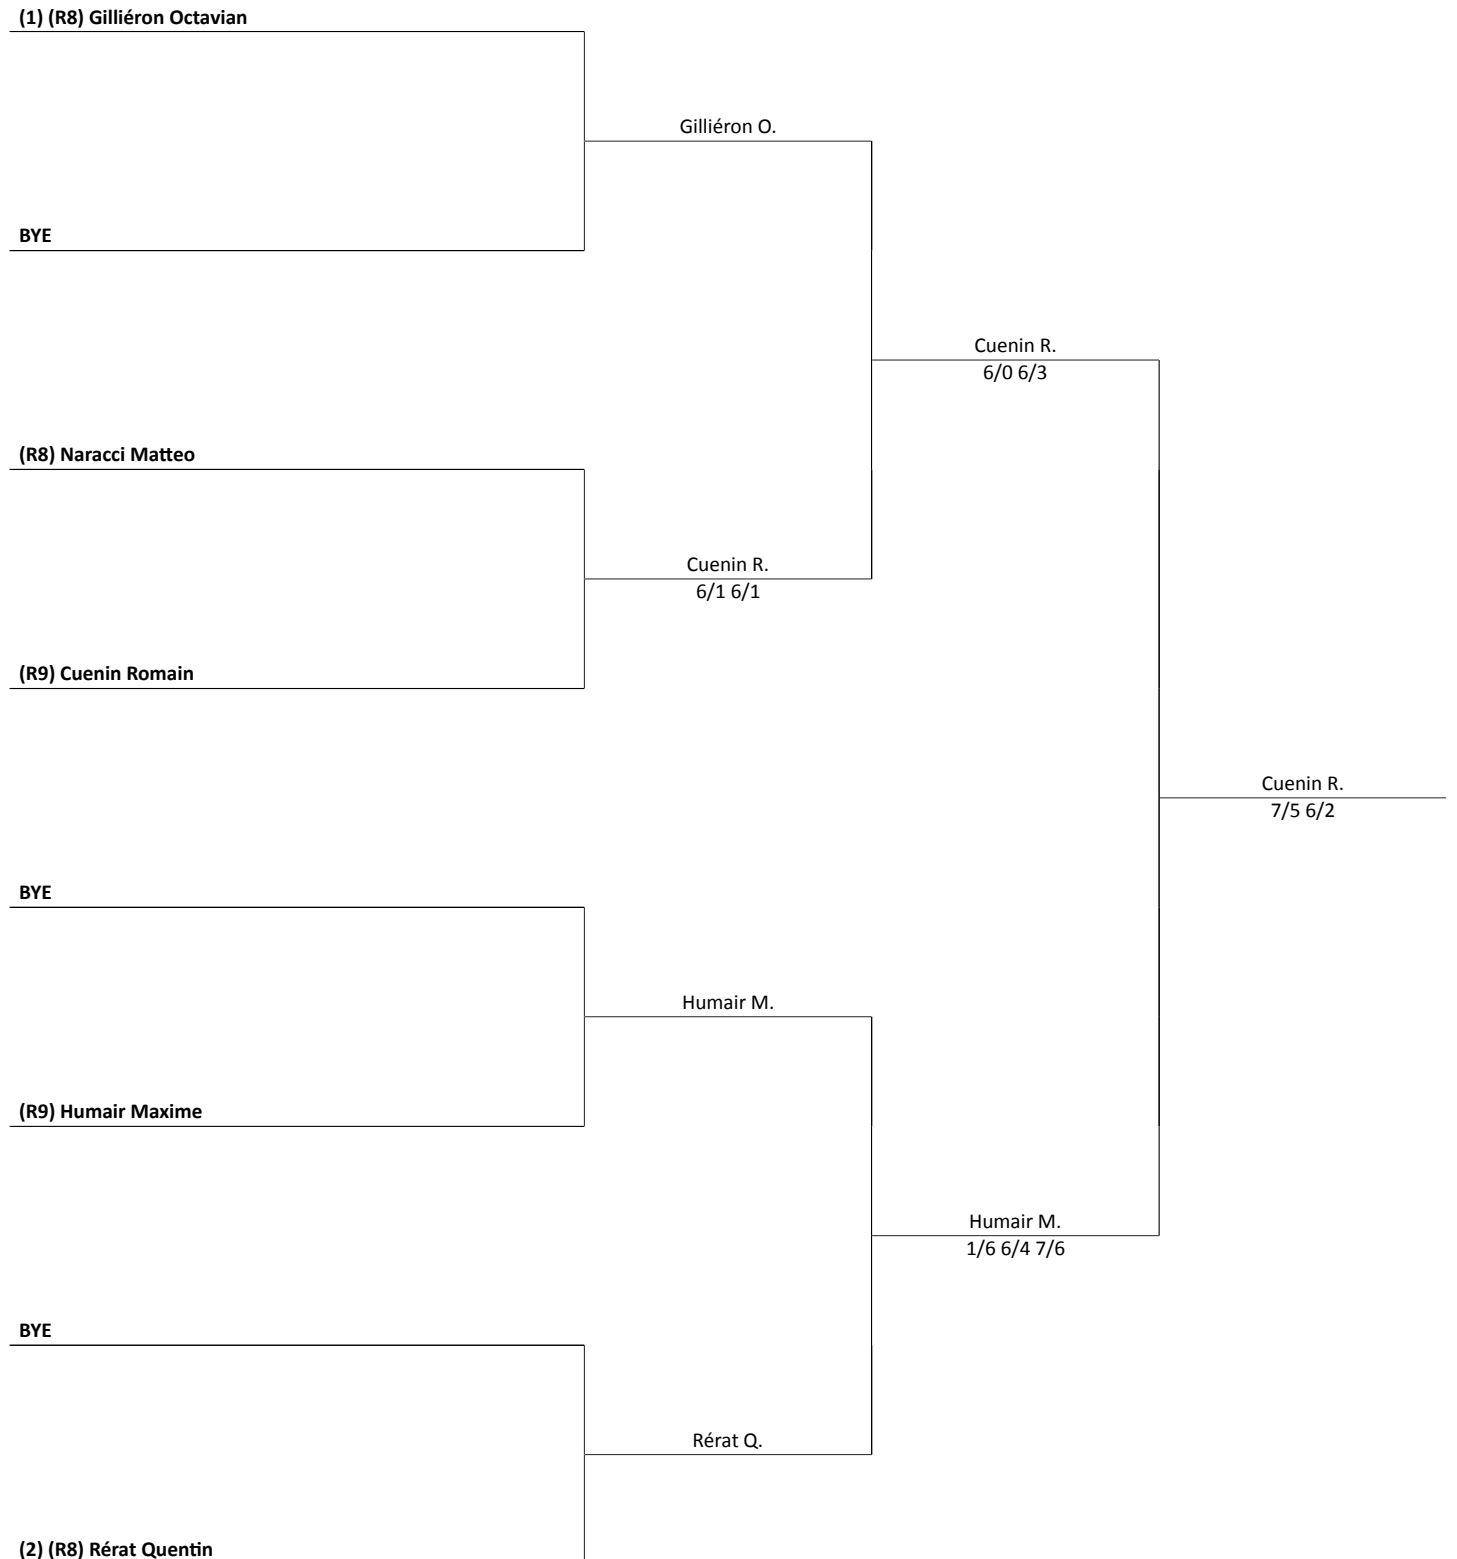 (1) (R8) Gilliéron Octavian
Gilliéron O.
BYE
Cuenin R.
6/0 6/3
(R8) Naracci Matteo
Cuenin R.
6/1 6/1
(R9) Cuenin Romain
Cuenin R.
7/5 6/2
BYE
Humair M.
(R9) Humair Maxime
Humair M.
1/6 6/4 7/6
BYE
Rérat Q.
(2) (R8) Rérat Quentin